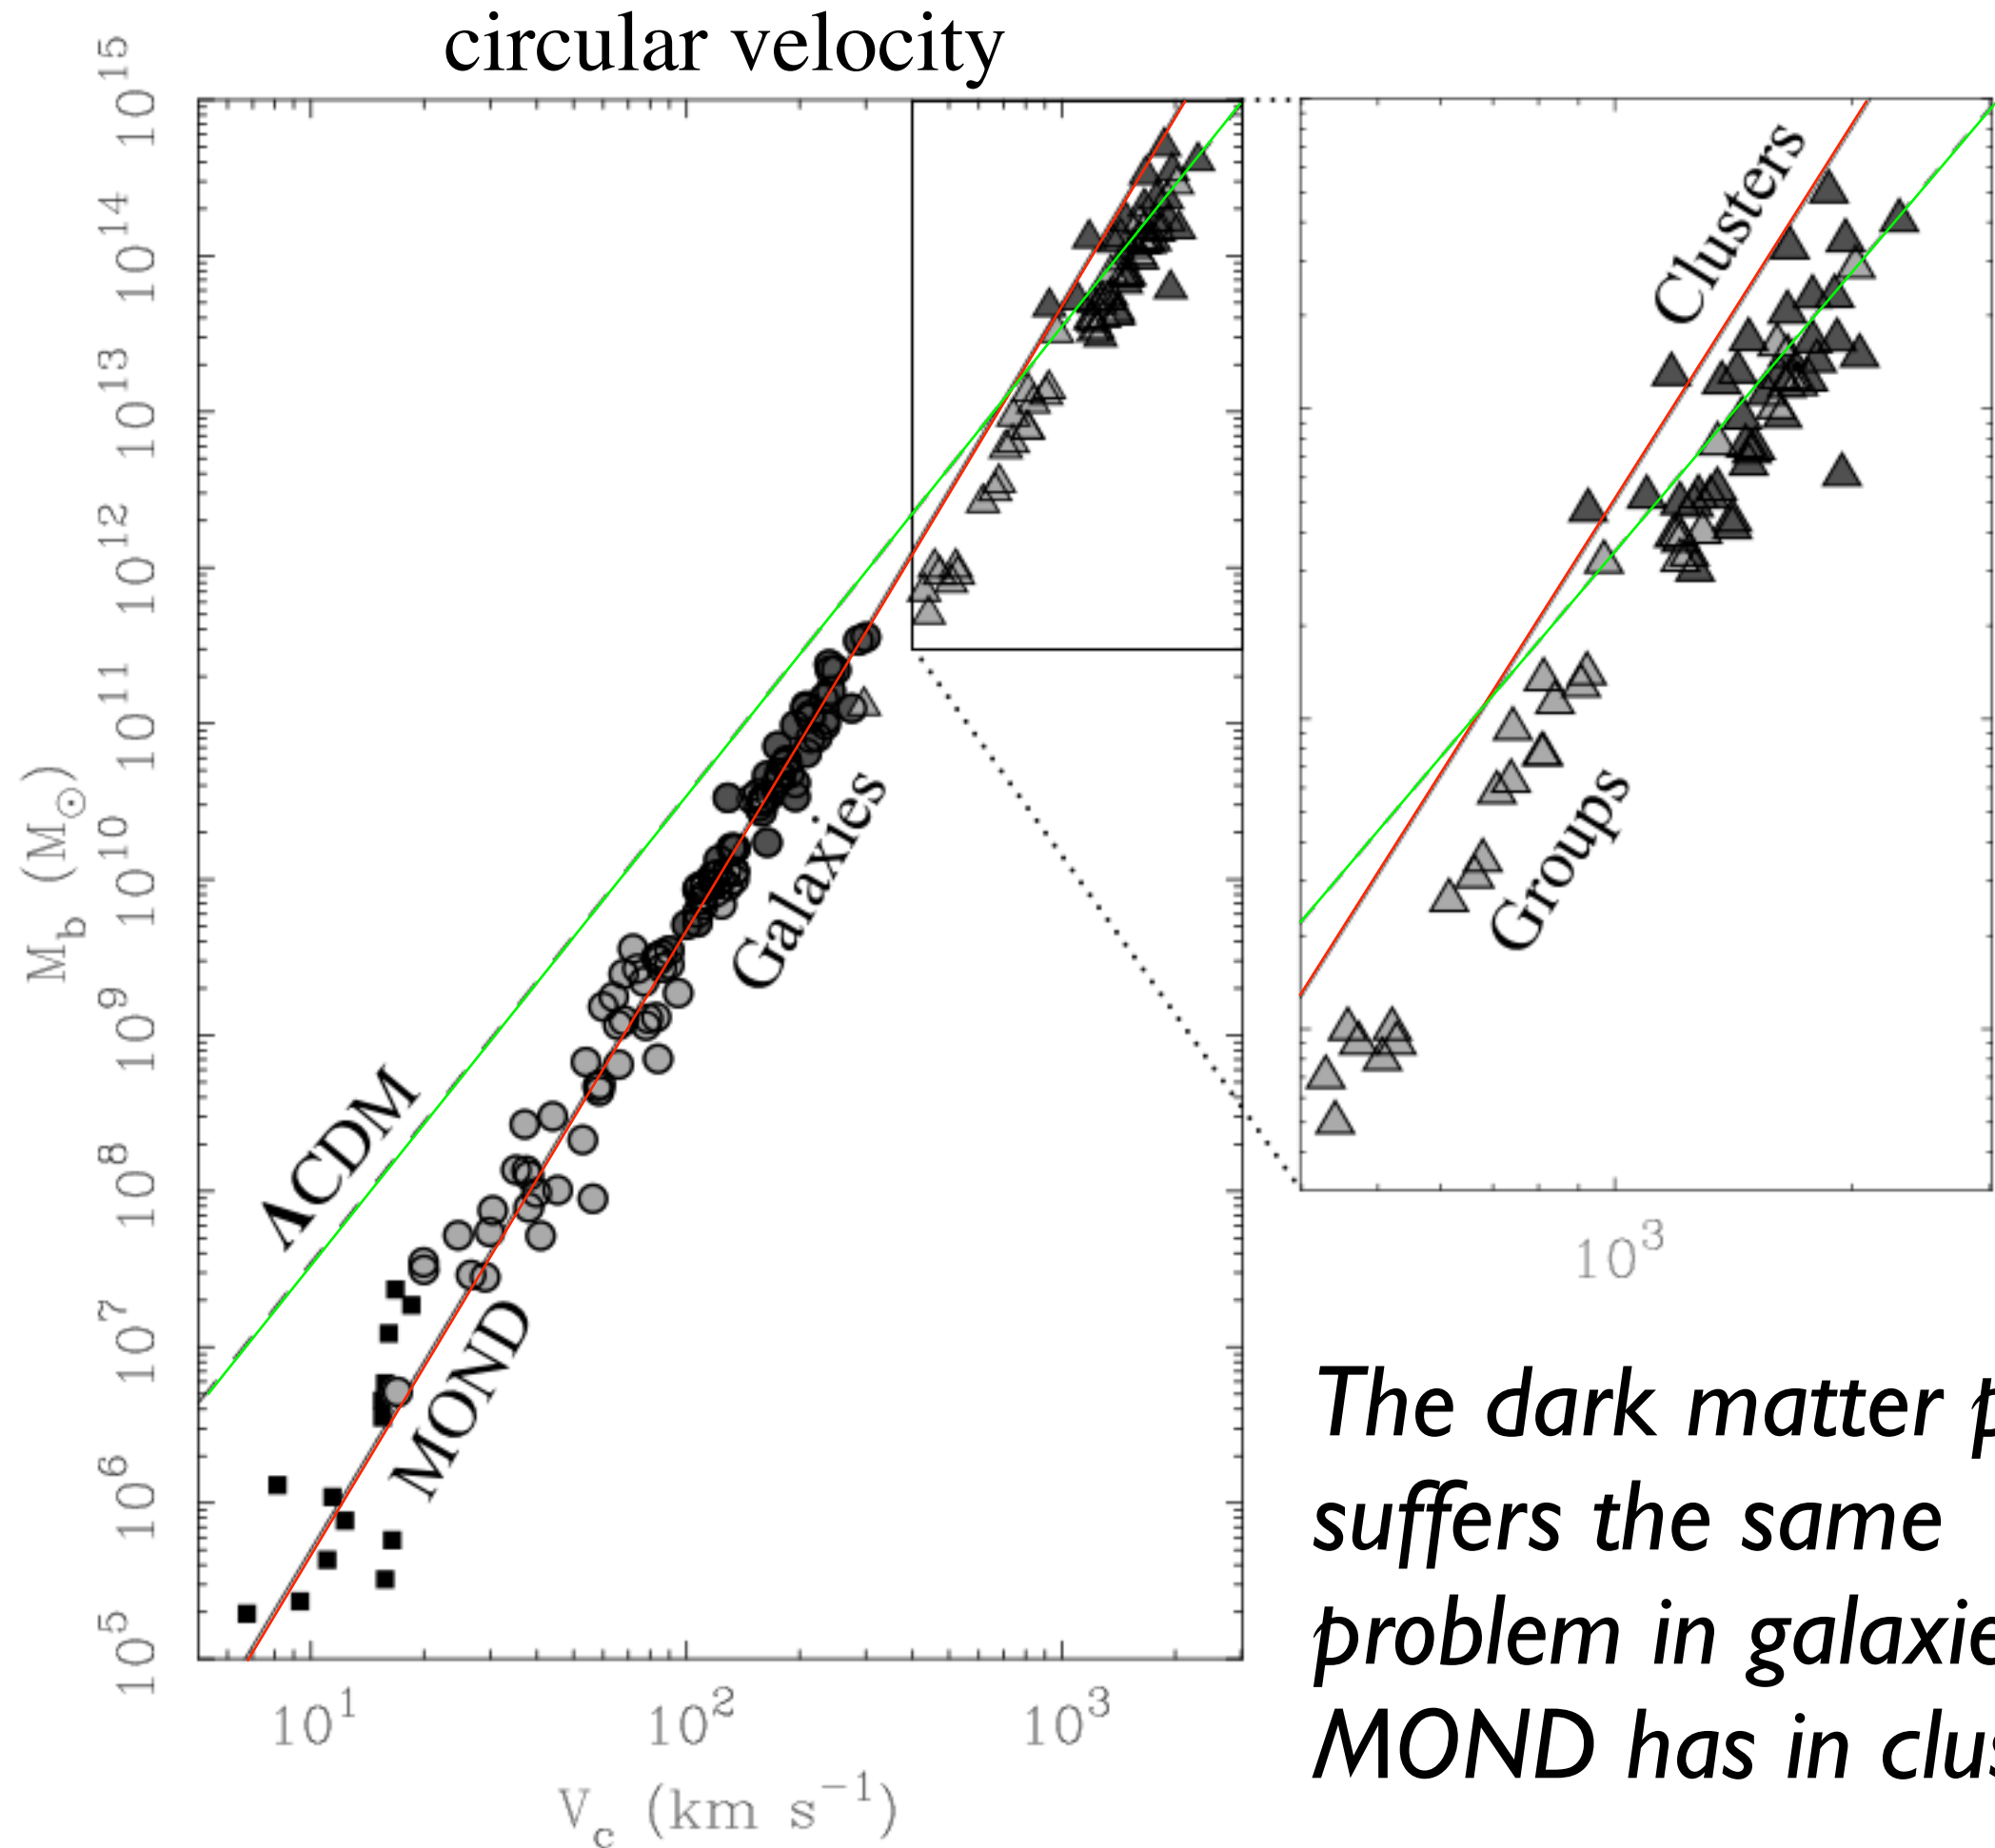 circular velocity
10^15
10^14
10^13
10^12
10^11
10^10
10^9
10^8
10^7
10^6
10^5
M_b (M_⊙)
ΛCDM
MOND
Galaxies
Clusters
Groups
10^1 10^2 10^3
V_c (km s^−1)
10^3
The dark matter
suffers the same
problem in
MOND has in